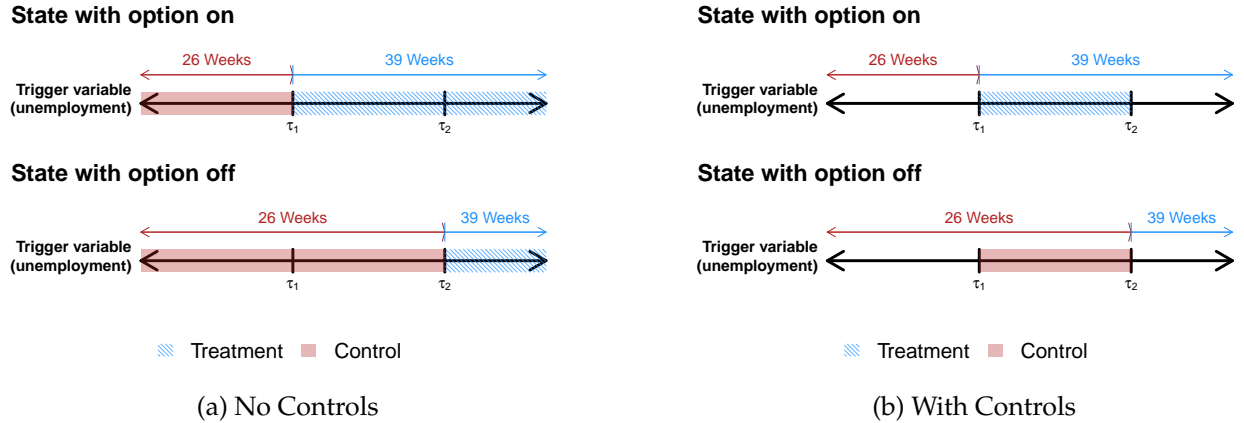 State with option on
26 Weeks 39 Weeks
Trigger variable
(unemployment)
τ1 τ2
State with option off
26 Weeks 39 Weeks
Trigger variable
(unemployment)
τ1 τ2
Treatment Control
(a) No Controls
State with option on
26 Weeks 39 Weeks
Trigger variable
(unemployment)
τ1 τ2
State with option off
26 Weeks 39 Weeks
Trigger variable
(unemployment)
τ1 τ2
Treatment Control
(b) With Controls